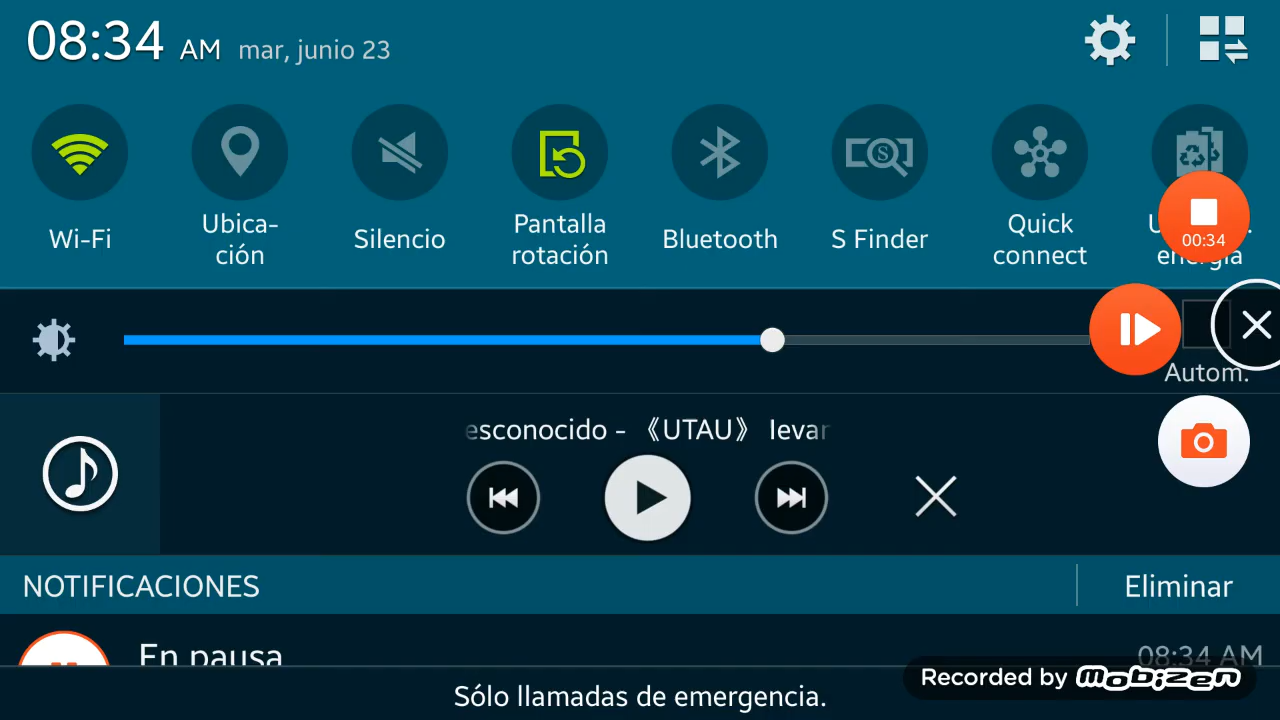 08:34 AM mar, junio 23
Wi-Fi
Ubica-
ción
Silencio
Pantalla
rotación
Bluetooth
S Finder
Quick
connect
energía
00:34
Autom.
esconocido - 《UTAU》 levar
NOTIFICACIONES
Eliminar
En pausa
08:34 AM
Recorded by mobizen
Sólo llamadas de emergencia.